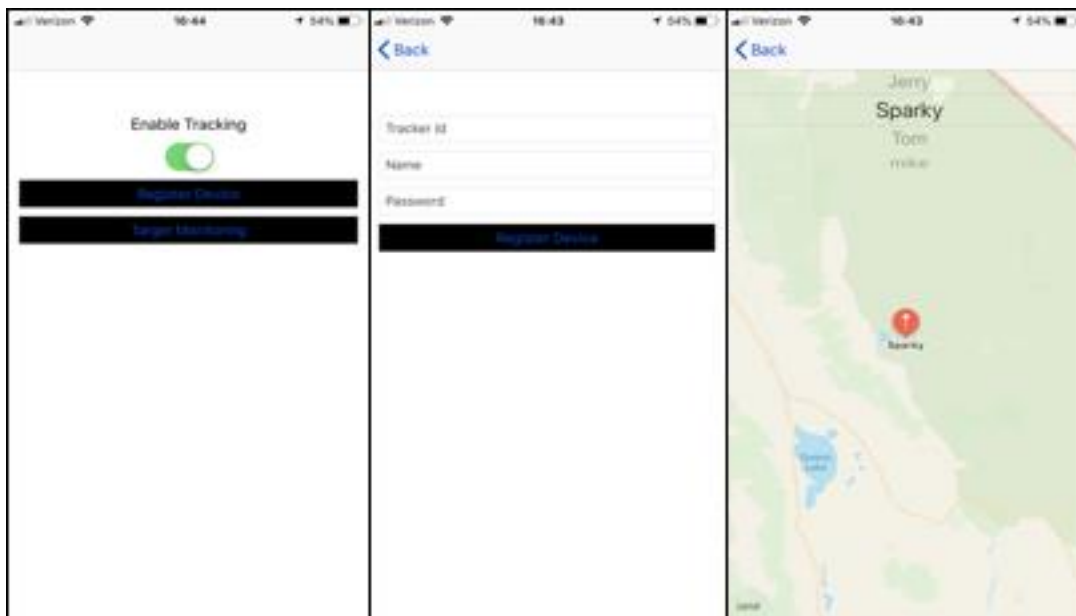 Verizon 16:44 54%
Enable Tracking
Register Device
Target Monitoring
Verizon 16:43 54%
Back
Tracker Id
Name
Password
Register Device
Verizon 16:43 54%
Back
Jerry
Sparky
Tom
mike
Sparky
Legal